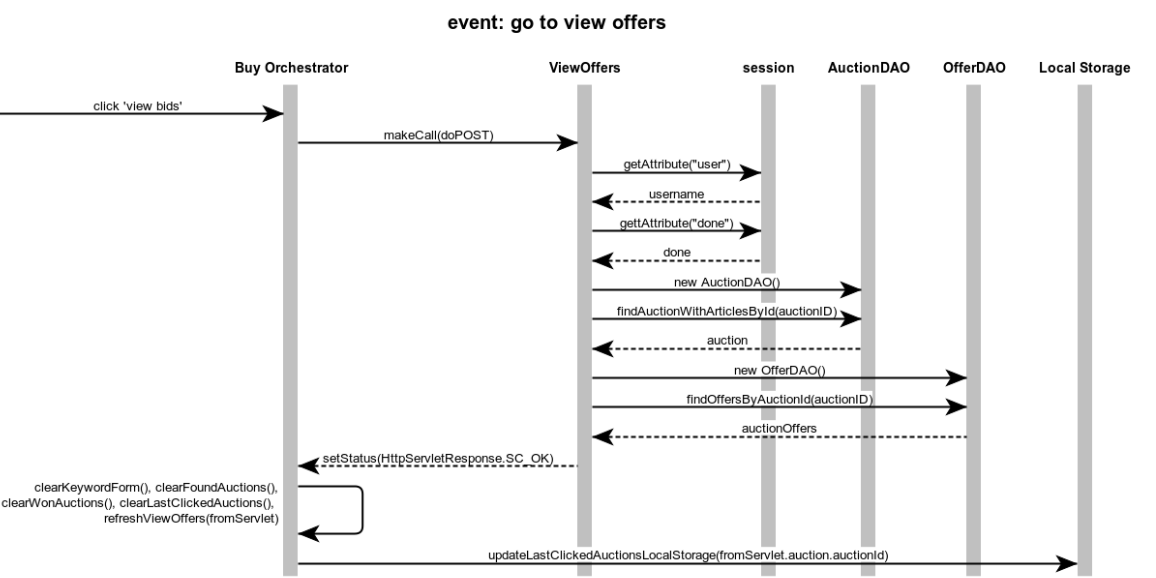 event: go to view offers
Buy Orchestrator
ViewOffers
session
AuctionDAO
OfferDAO
Local Storage
click 'view bids'
makeCall(doPOST)
getAttribute("user")
username
gettAttribute("done")
done
new AuctionDAO()
findAuctionWithArticlesById(auctionID)
auction
new OfferDAO()
findOffersByAuctionId(auctionID)
auctionOffers
setStatus(HttpServletResponse.SC_OK)
clearKeywordForm(), clearFoundAuctions(),
clearWonAuctions(), clearLastClickedAuctions(),
refreshViewOffers(fromServlet)
updateLastClickedAuctionsLocalStorage(fromServlet.auction.auctionId)